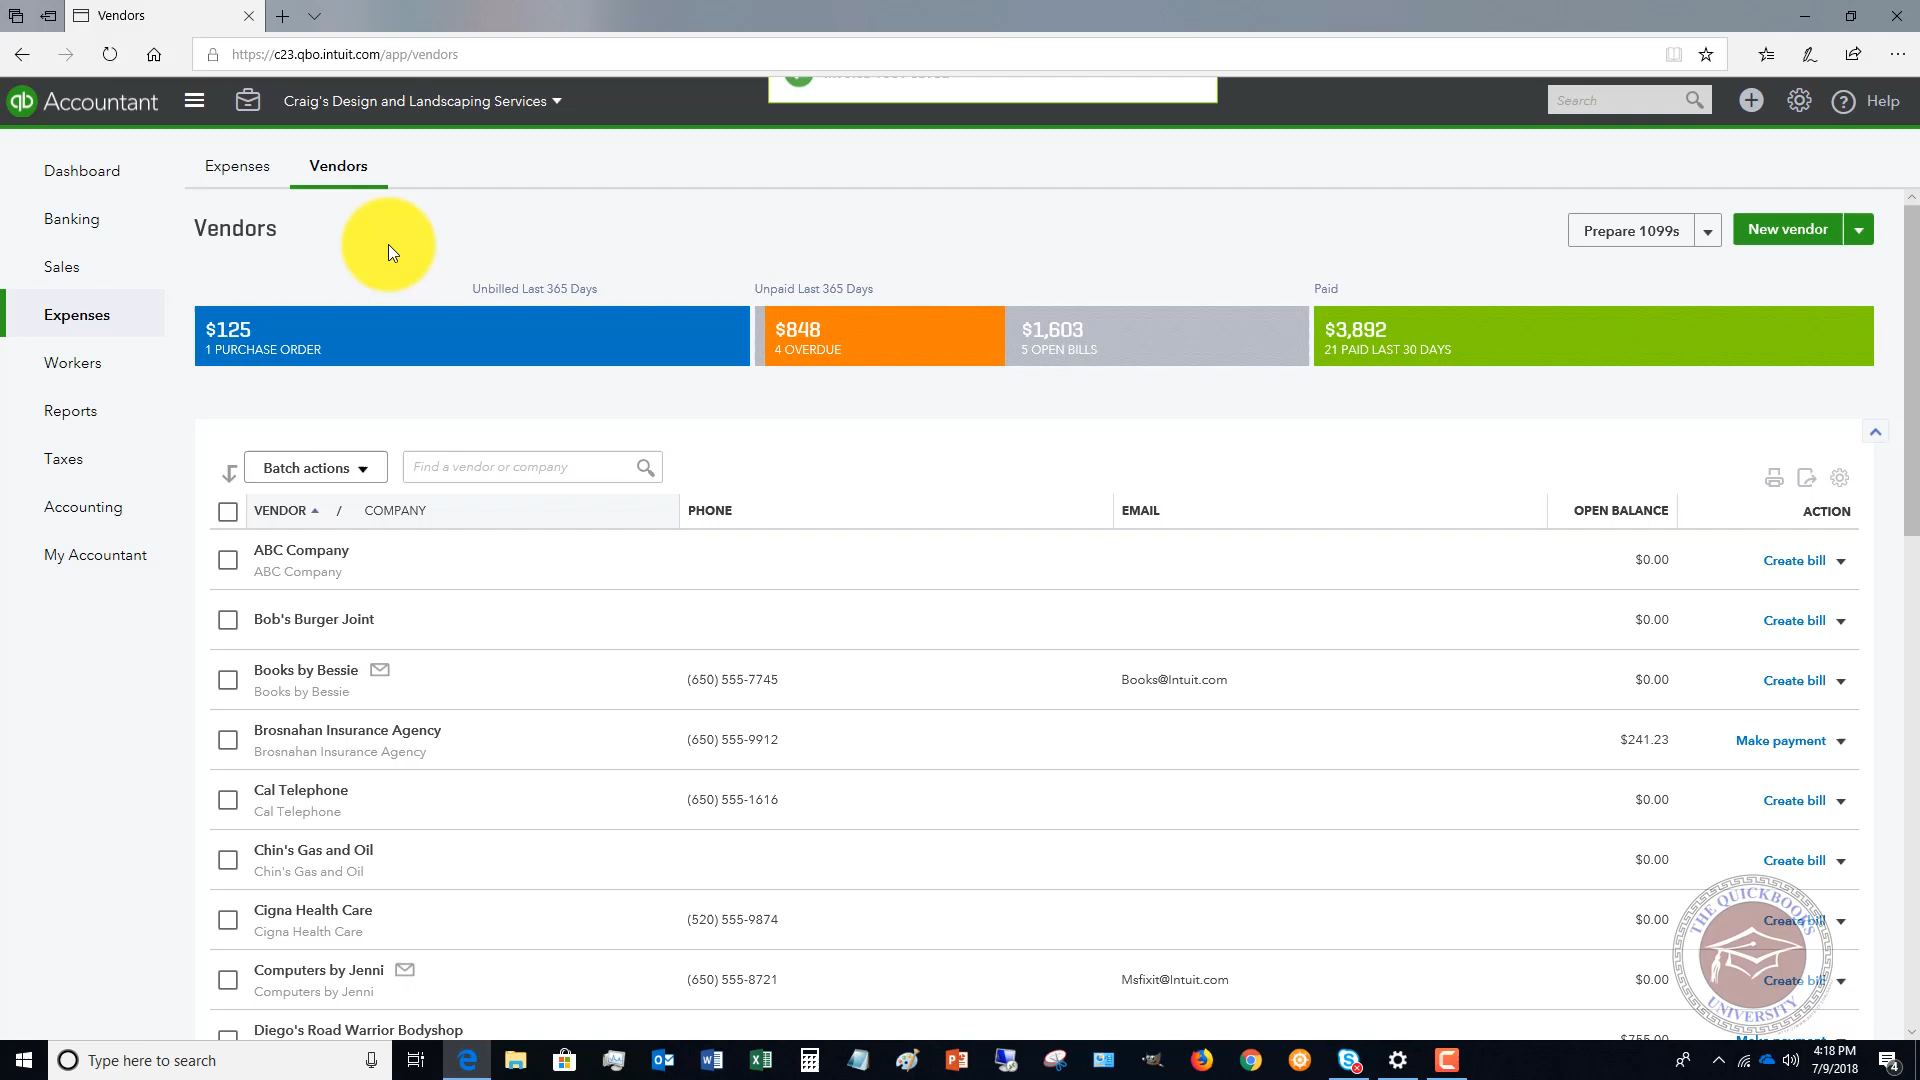 Vendors
https://c23.qbo.intuit.com/app/vendors
qb Accountant
Craig's Design and Landscaping Services
Search
Help
Dashboard
Banking
Sales
Expenses
Workers
Reports
Taxes
Accounting
My Accountant
Expenses
Vendors
Vendors
Prepare 1099s
New vendor
Unbilled Last 365 Days
Unpaid Last 365 Days
Paid
$125
1 PURCHASE ORDER
$848
4 OVERDUE
$1,603
5 OPEN BILLS
$3,892
21 PAID LAST 30 DAYS
Batch actions
Find a vendor or company
VENDOR / COMPANY PHONE EMAIL OPEN BALANCE ACTION
ABC Company
ABC Company
$0.00 Create bill
Bob's Burger Joint $0.00 Create bill
Books by Bessie
Books by Bessie
(650) 555-7745 Books@Intuit.com $0.00 Create bill
Brosnahan Insurance Agency
Brosnahan Insurance Agency
(650) 555-9912 $241.23 Make payment
Cal Telephone
Cal Telephone
(650) 555-1616 $0.00 Create bill
Chin's Gas and Oil
Chin's Gas and Oil
$0.00 Create bill
Cigna Health Care
Cigna Health Care
(520) 555-9874 $0.00 Create bill
Computers by Jenni
Computers by Jenni
(650) 555-8721 Msfixit@Intuit.com $0.00 Create bill
Diego's Road Warrior Bodyshop
$755.00 Make payment
THE QUICKBOOKS
UNIVERSITY
Type here to search
4:18 PM
7/9/2018
4